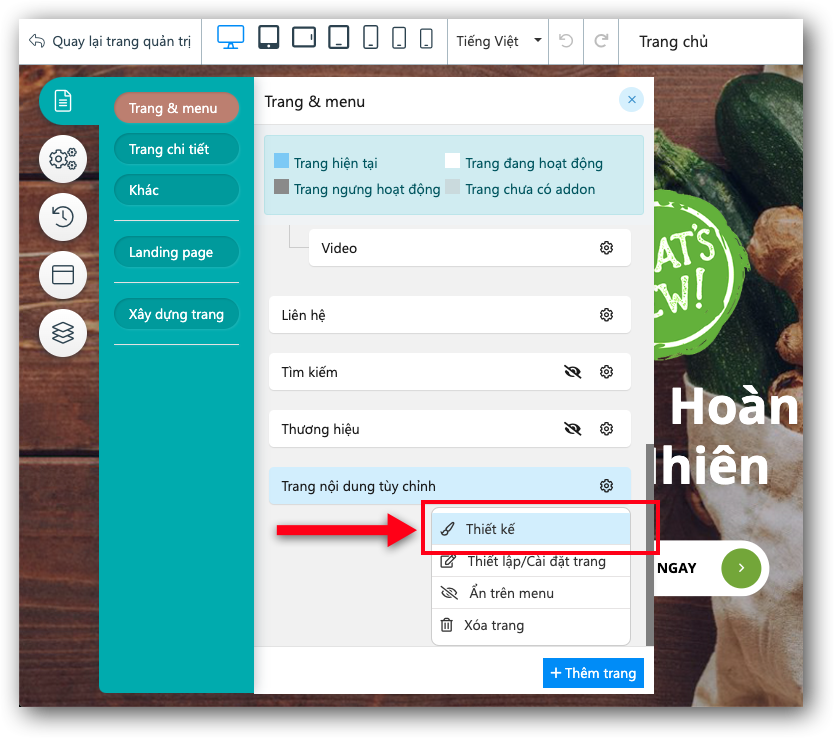 Quay lại trang quản trị
Tiếng Việt
Trang chủ
Trang & menu
Trang chi tiết
Khác
Landing page
Xây dựng trang
Trang & menu
Trang hiện tại
Trang đang hoạt động
Trang ngưng hoạt động
Trang chưa có addon
Video
Liên hệ
Tìm kiếm
Thương hiệu
Trang nội dung tùy chỉnh
Thiết kế
Thiết lập/Cài đặt trang
Ẩn trên menu
Xóa trang
+ Thêm trang
AT'S
W!
Hoàn
hiên
NGAY